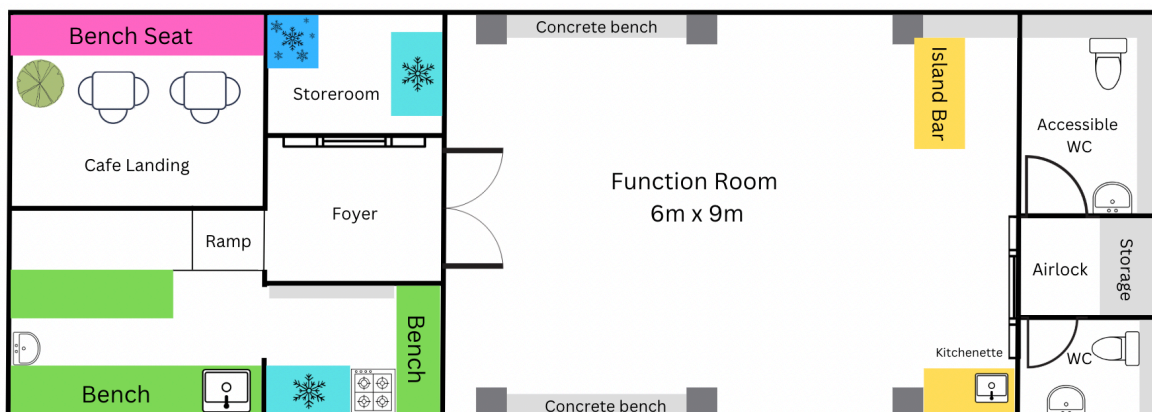 Bench Seat
Concrete bench
Island Bar
Storeroom
Accessible
WC
Cafe Landing
Function Room
6m x 9m
Foyer
Ramp
Airlock
Storage
Bench
Kitchenette
WC
Bench
Concrete bench